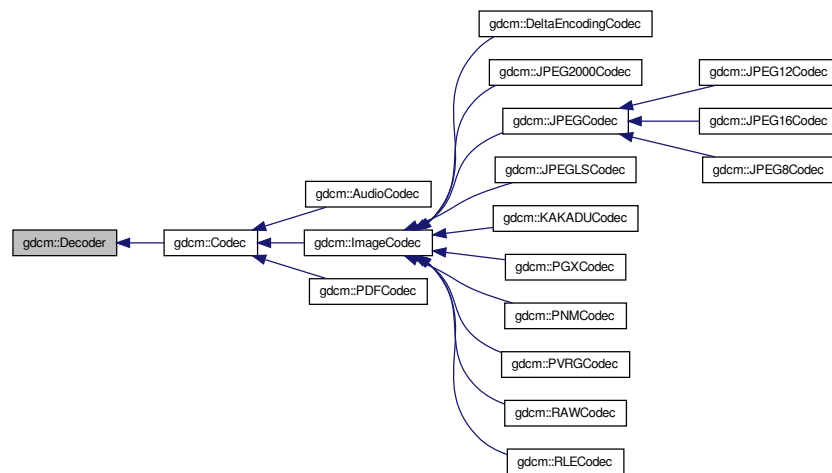 gdcm::DeltaEncodingCodec
gdcm::JPEG2000Codec
gdcm::JPEG12Codec
gdcm::JPEGCodec
gdcm::JPEG16Codec
gdcm::JPEGLSCodec
gdcm::JPEG8Codec
gdcm::AudioCodec
gdcm::KAKADUCodec
gdcm::Decoder
gdcm::Codec
gdcm::ImageCodec
gdcm::PGXCodec
gdcm::PDFCodec
gdcm::PNMCodec
gdcm::PVRGCodec
gdcm::RAWCodec
gdcm::RLECodec